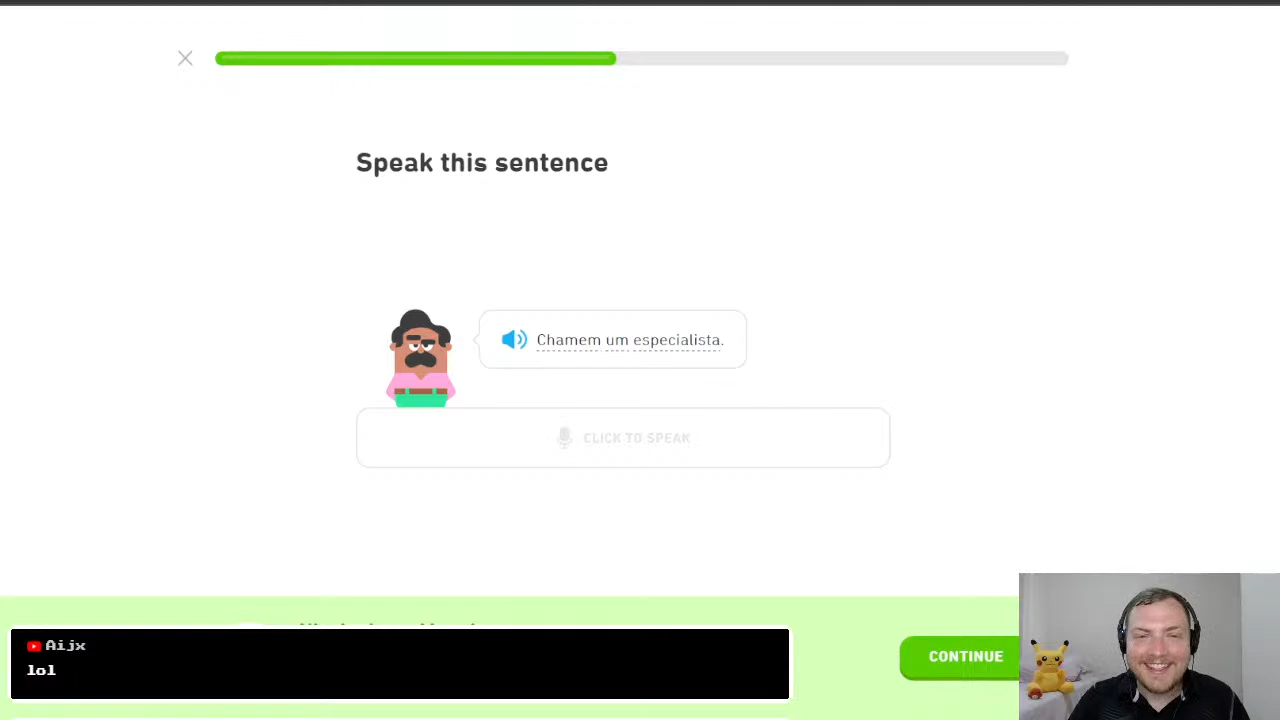 Speak this sentence
Chamem um especialista.
CLICK TO SPEAK
CONTINUE
Aijx
lol